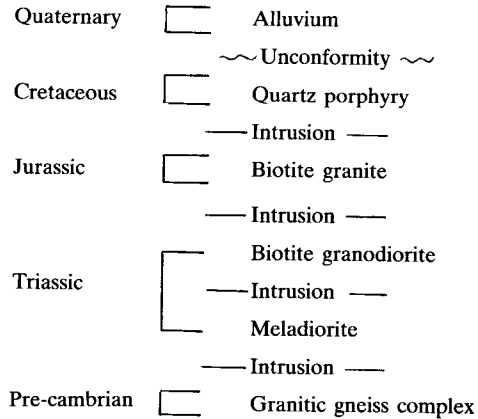 Quaternary Alluvium
Unconformity
Cretaceous Quartz porphyry
Intrusion
Jurassic Biotite granite
Intrusion
Biotite granodiorite
Triassic Intrusion
Meladiorite
Intrusion
Pre-cambrian Granitic gneiss complex